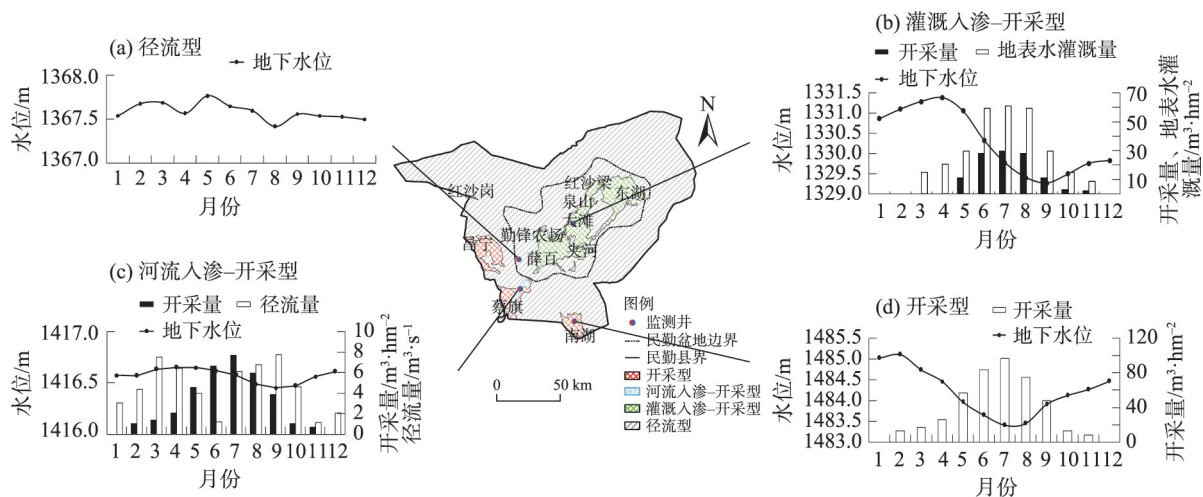 (a) 径流型
地下水位
水位/m
1368.0
1367.5
1367.0
1 2 3 4 5 6 7 8 9 10 11 12
月份
(b) 灌溉入渗–开采型
开采量 地表水灌溉量
地下水位
水位/m
1331.5
1331.0
1330.5
1330.0
1329.5
1329.0
70
60
50
40
30
20
10
开采量、地表水灌
溉量/m³·hm⁻²
1 2 3 4 5 6 7 8 9 10 11 12
月份
N
红沙岗
红沙梁
东湖
泉山
大滩
勤锋农场
昌宁
夹河
薛百
蔡旗
南湖
0 50 km
图例
监测井
民勤盆地边界
民勤县界
开采型
河流入渗–开采型
灌溉入渗–开采型
径流型
(c) 河流入渗–开采型
开采量 径流量
地下水位
水位/m
1417.0
1416.5
1416.0
10
8
6
4
2
0
开采量/m³·hm⁻²
径流量/m³·s⁻¹
1 2 3 4 5 6 7 8 9 10 11 12
月份
(d) 开采型
开采量
地下水位
水位/m
1485.5
1485.0
1484.5
1484.0
1483.5
1483.0
120
80
40
0
开采量/m³·hm⁻²
1 2 3 4 5 6 7 8 9 10 11 12
月份